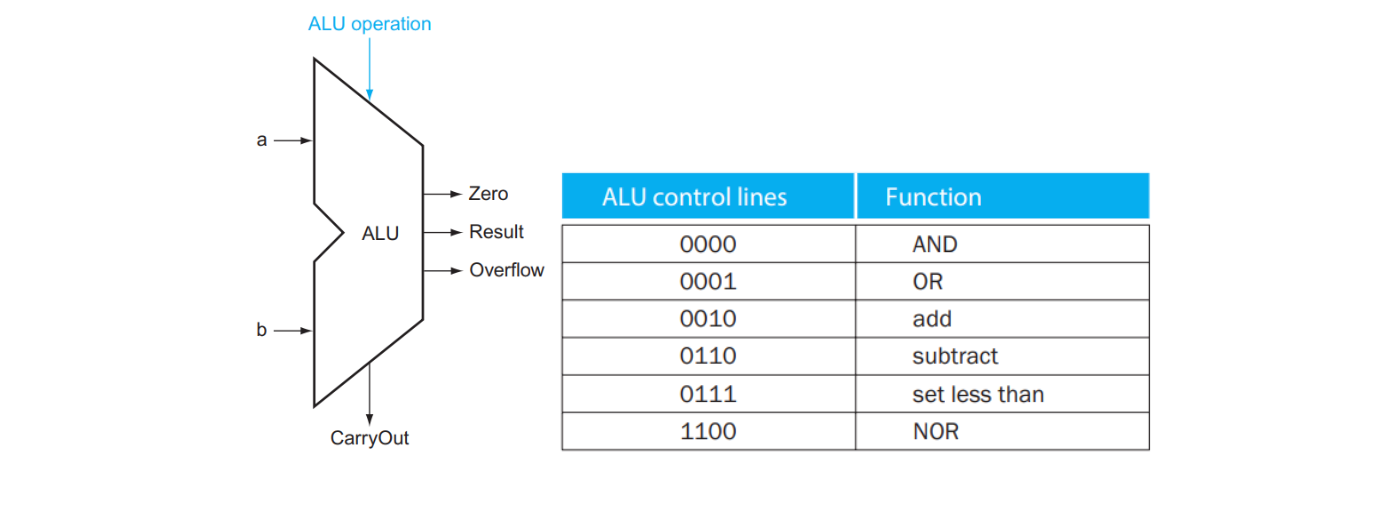 ALU operation
a
Zero
ALU
Result
Overflow
b
CarryOut
ALU control lines Function
0000 AND
0001 OR
0010 add
0110 subtract
0111 set less than
1100 NOR